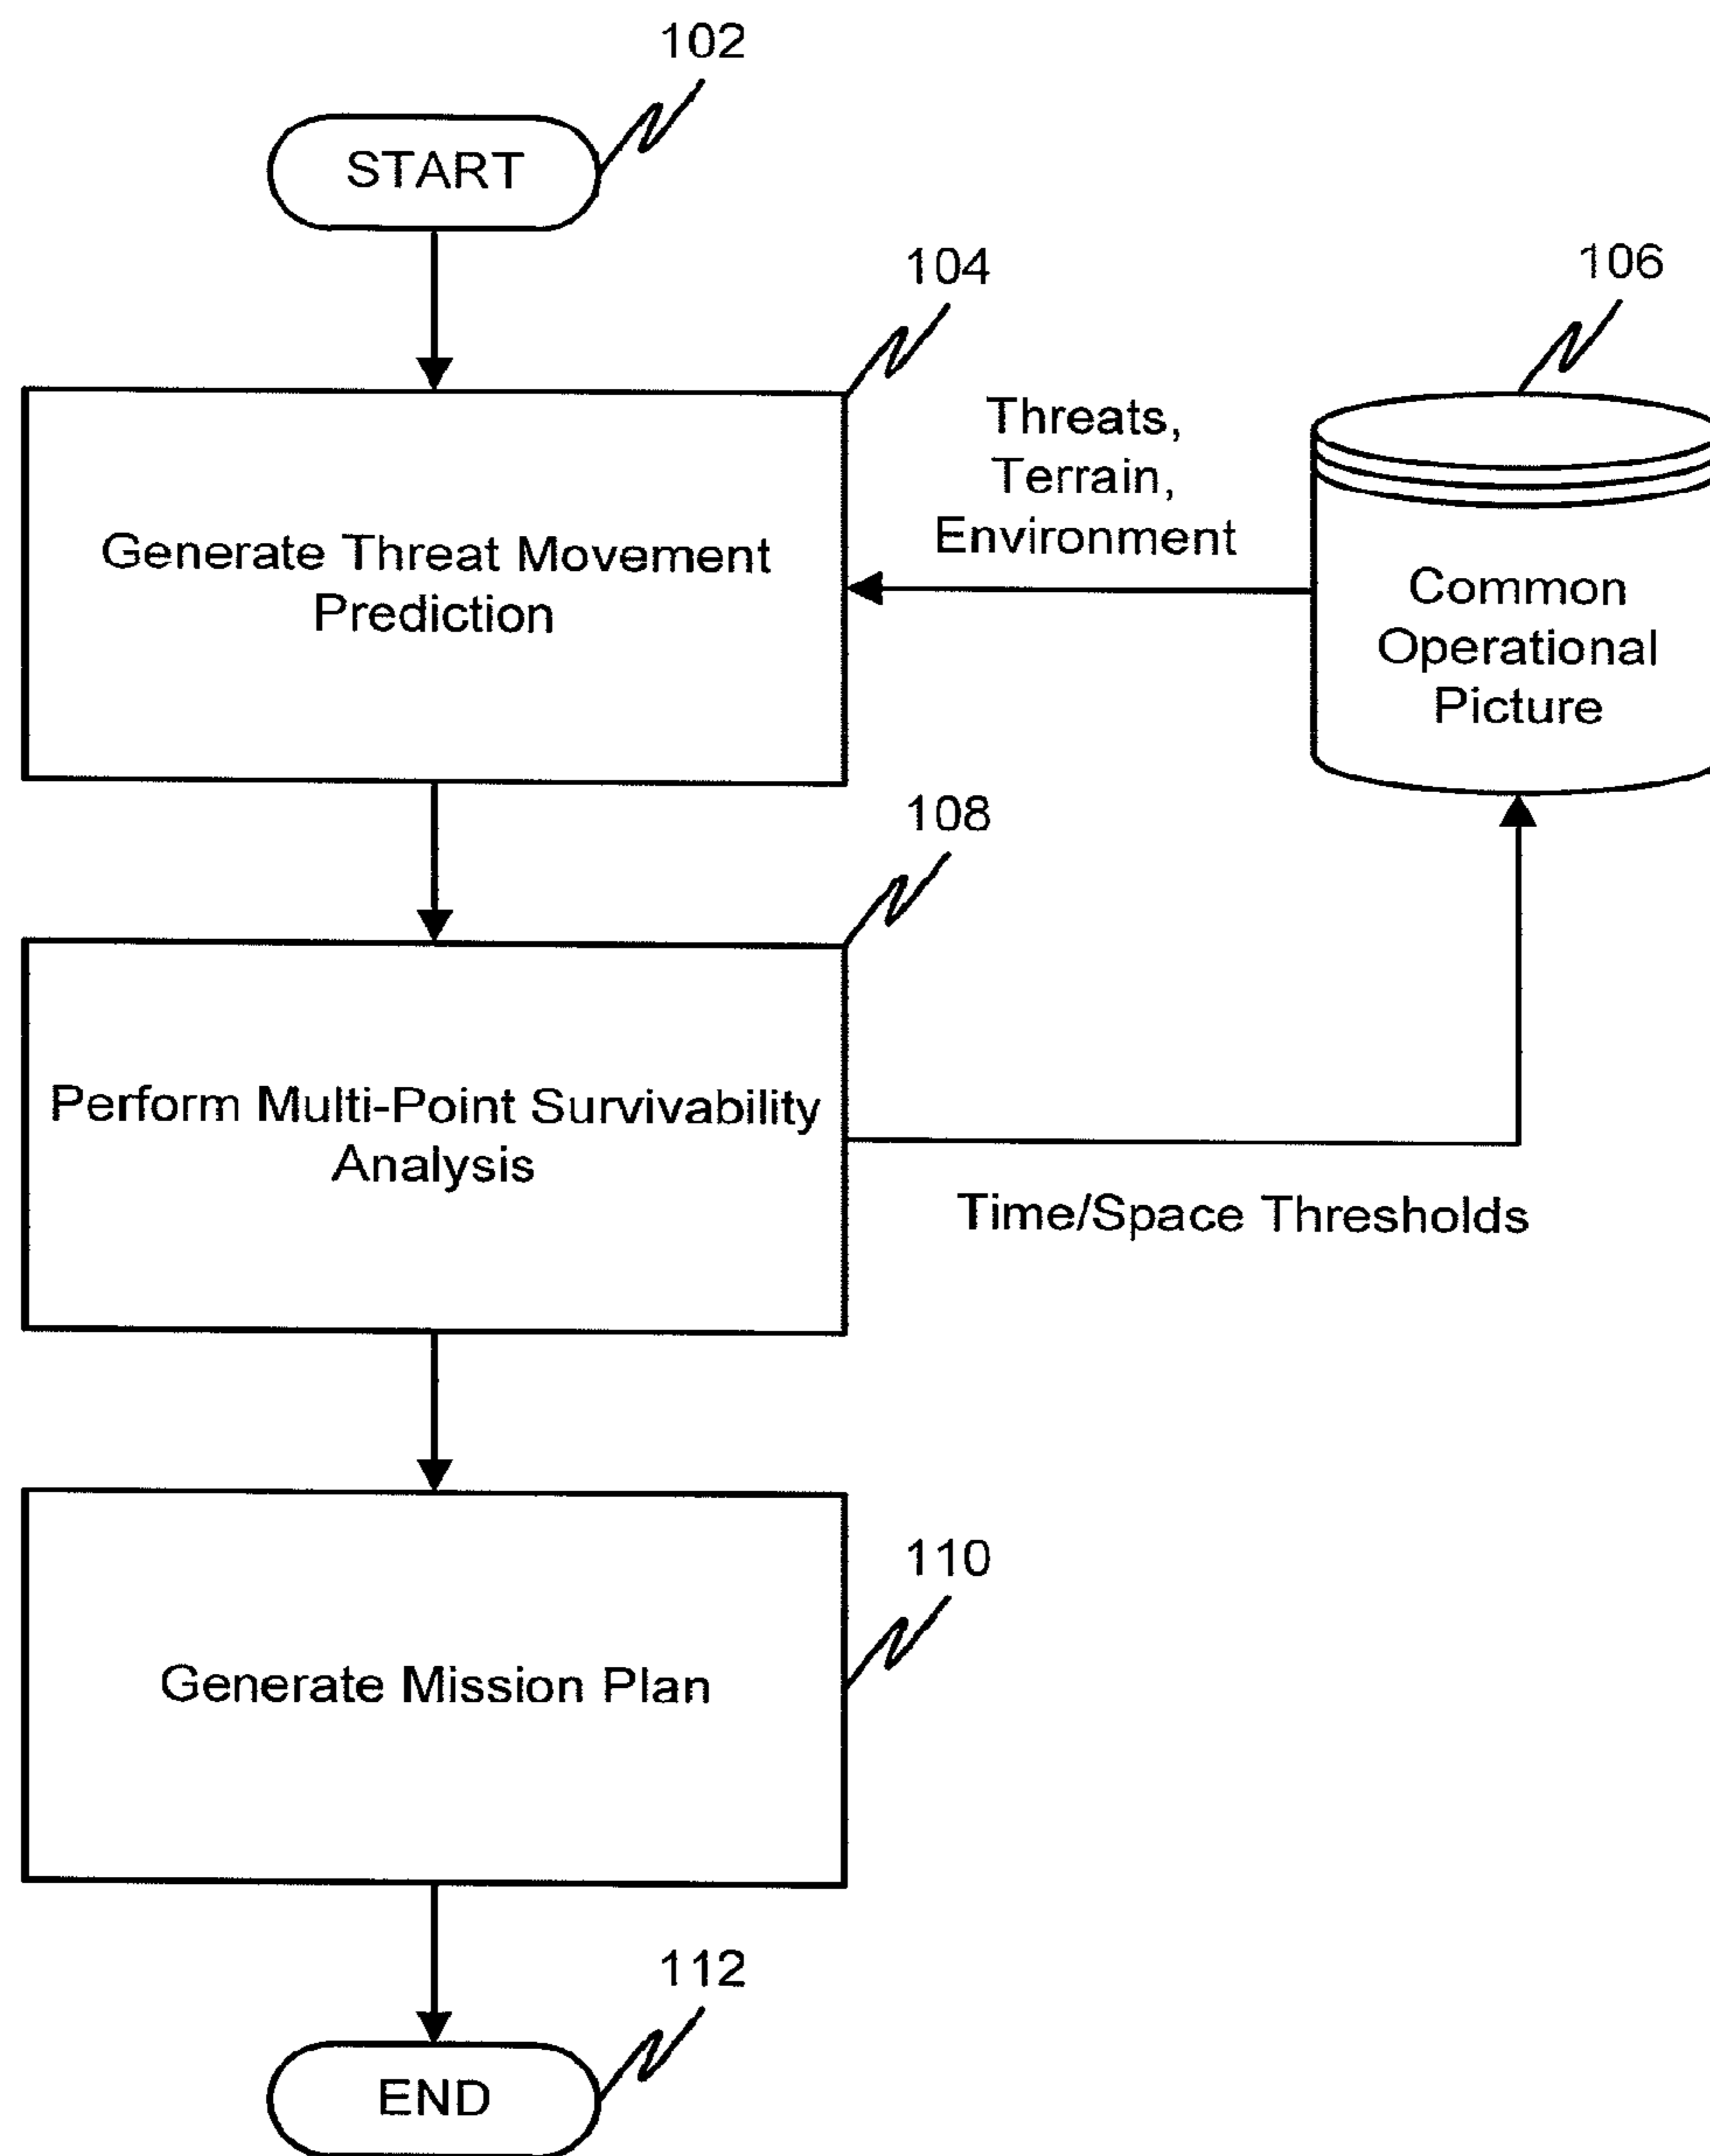 102
START
104
106
Threats,
Terrain,
Environment
Generate Threat Movement
Prediction
Common
Operational
Picture
108
Perform Multi-Point Survivability
Analysis
Time/Space Thresholds
110
Generate Mission Plan
112
END